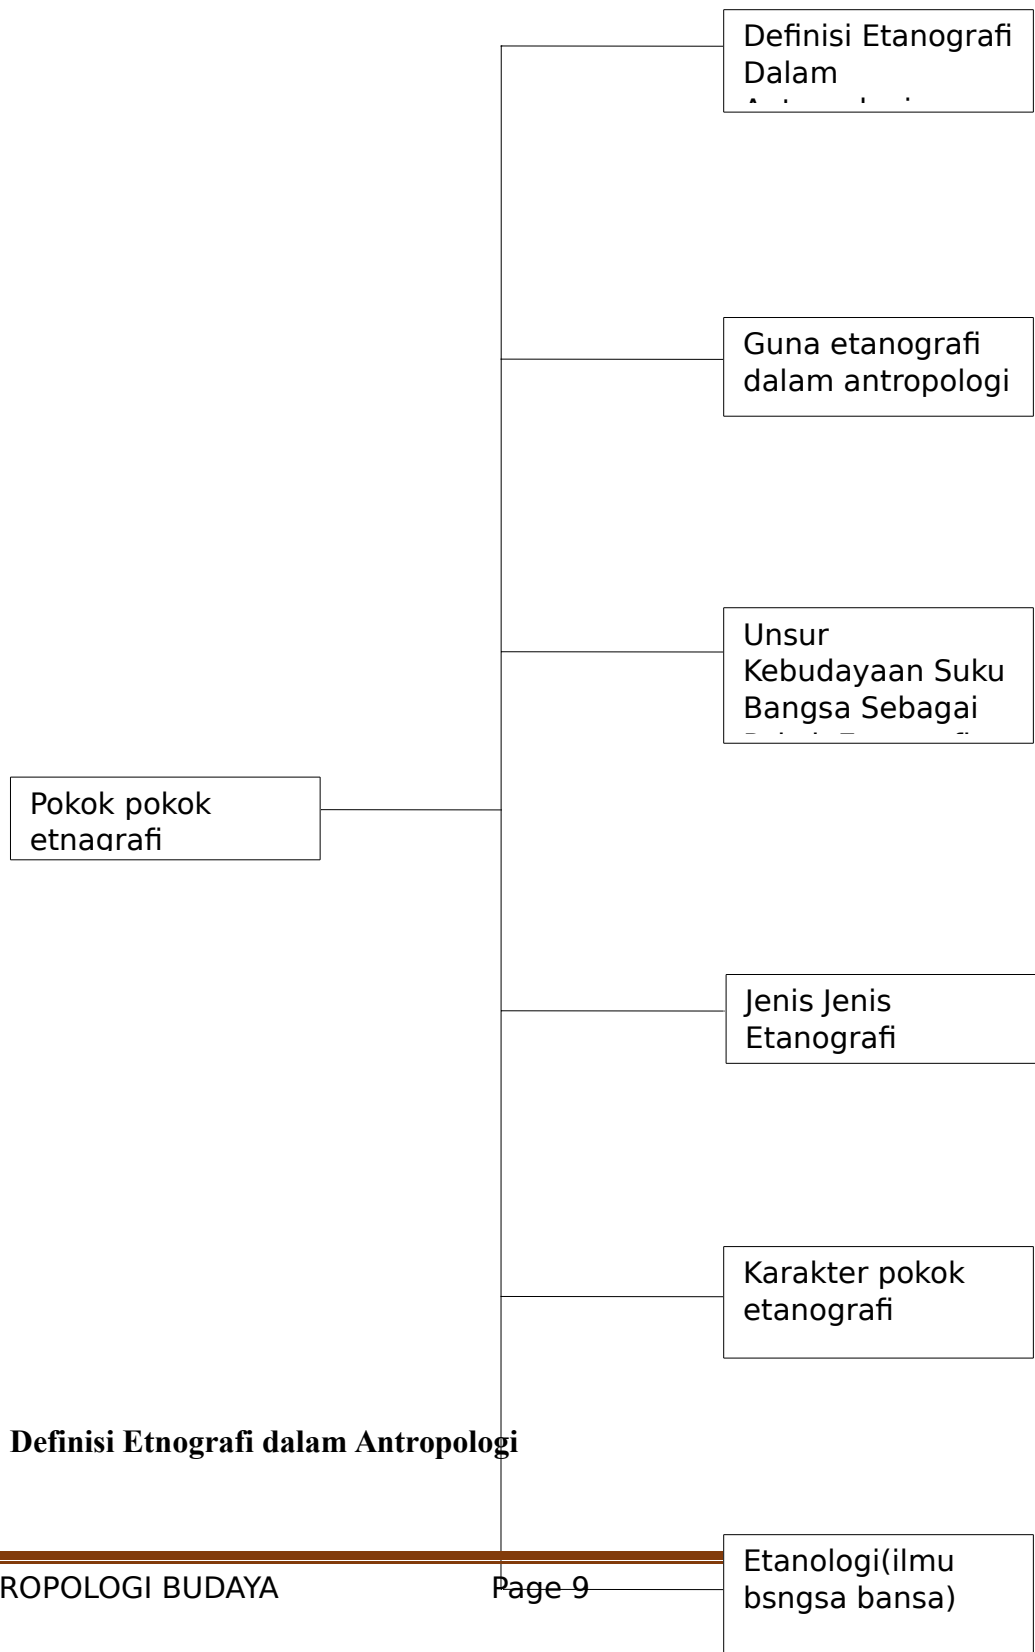 Definisi Etanografi
Dalam
Guna etanografi
dalam antropologi
Unsur
Kebudayaan Suku
Bangsa Sebagai
Pokok pokok
etnagrafi
Jenis Jenis
Etanografi
Karakter pokok
etanografi
Definisi Etnografi dalam Antropologi
Etanologi(ilmu
bsngsa bansa)
ROPOLOGI BUDAYA Page 9